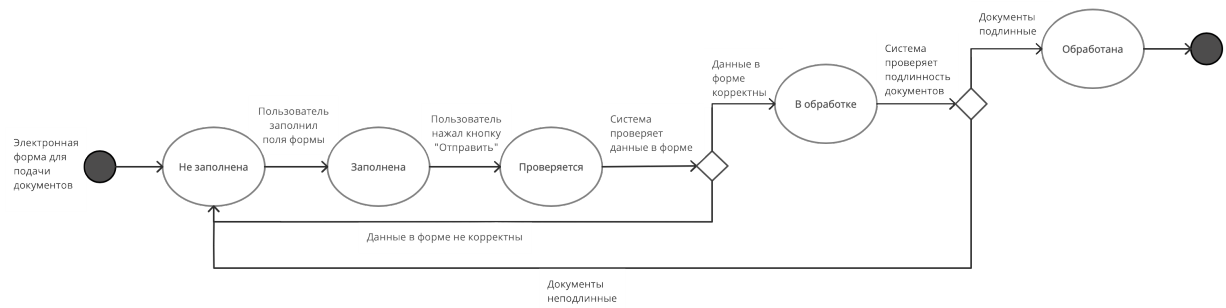 Электронная
форма для
подачи
документов
Не заполнена
Пользователь
заполнил
поля формы
Заполнена
Пользователь
нажал кнопку
"Отправить"
Проверяется
Система
проверяет
данные в форме
Данные в
форме
корректны
В обработке
Система
проверяет
подлинность
документов
Документы
подлинные
Обработана
Данные в форме не корректны
Документы
неподлинные